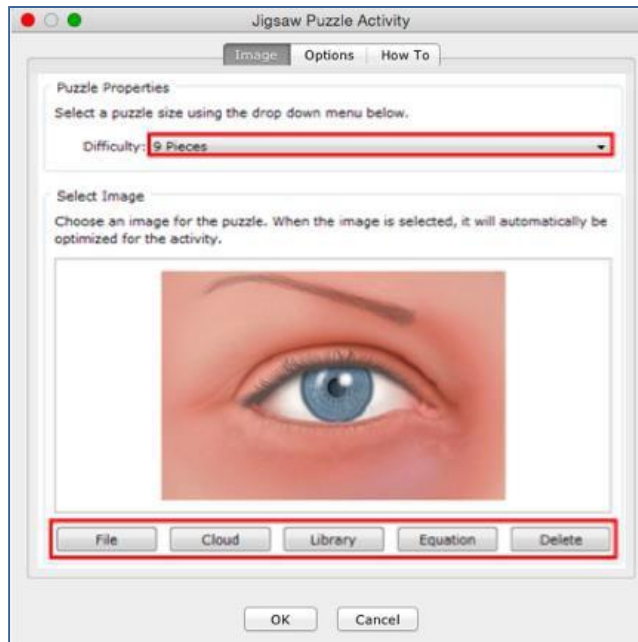 Jigsaw Puzzle Activity
Image Options How To
Puzzle Properties
Select a puzzle size using the drop down menu below.
Difficulty: 9 Pieces
Select Image
Choose an image for the puzzle. When the image is selected, it will automatically be
optimized for the activity.
File Cloud Library Equation Delete
OK Cancel